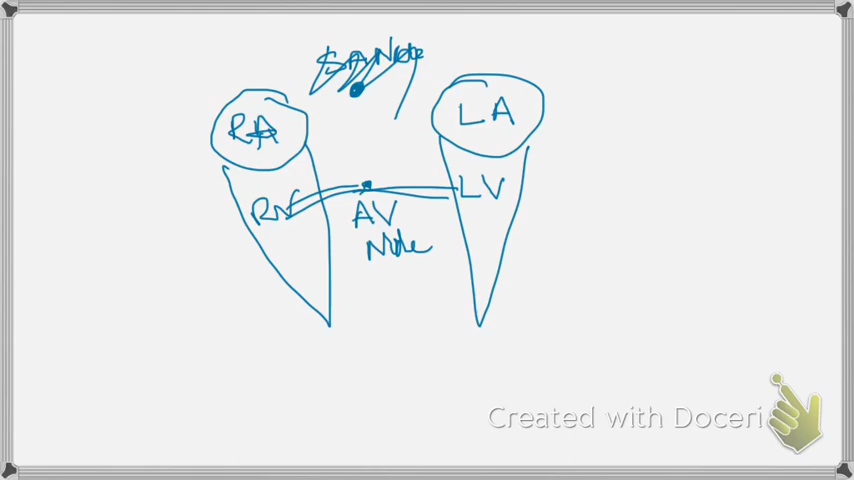 SA Node
RA
LA
RV
LV
AV
Node
Created with Doceri